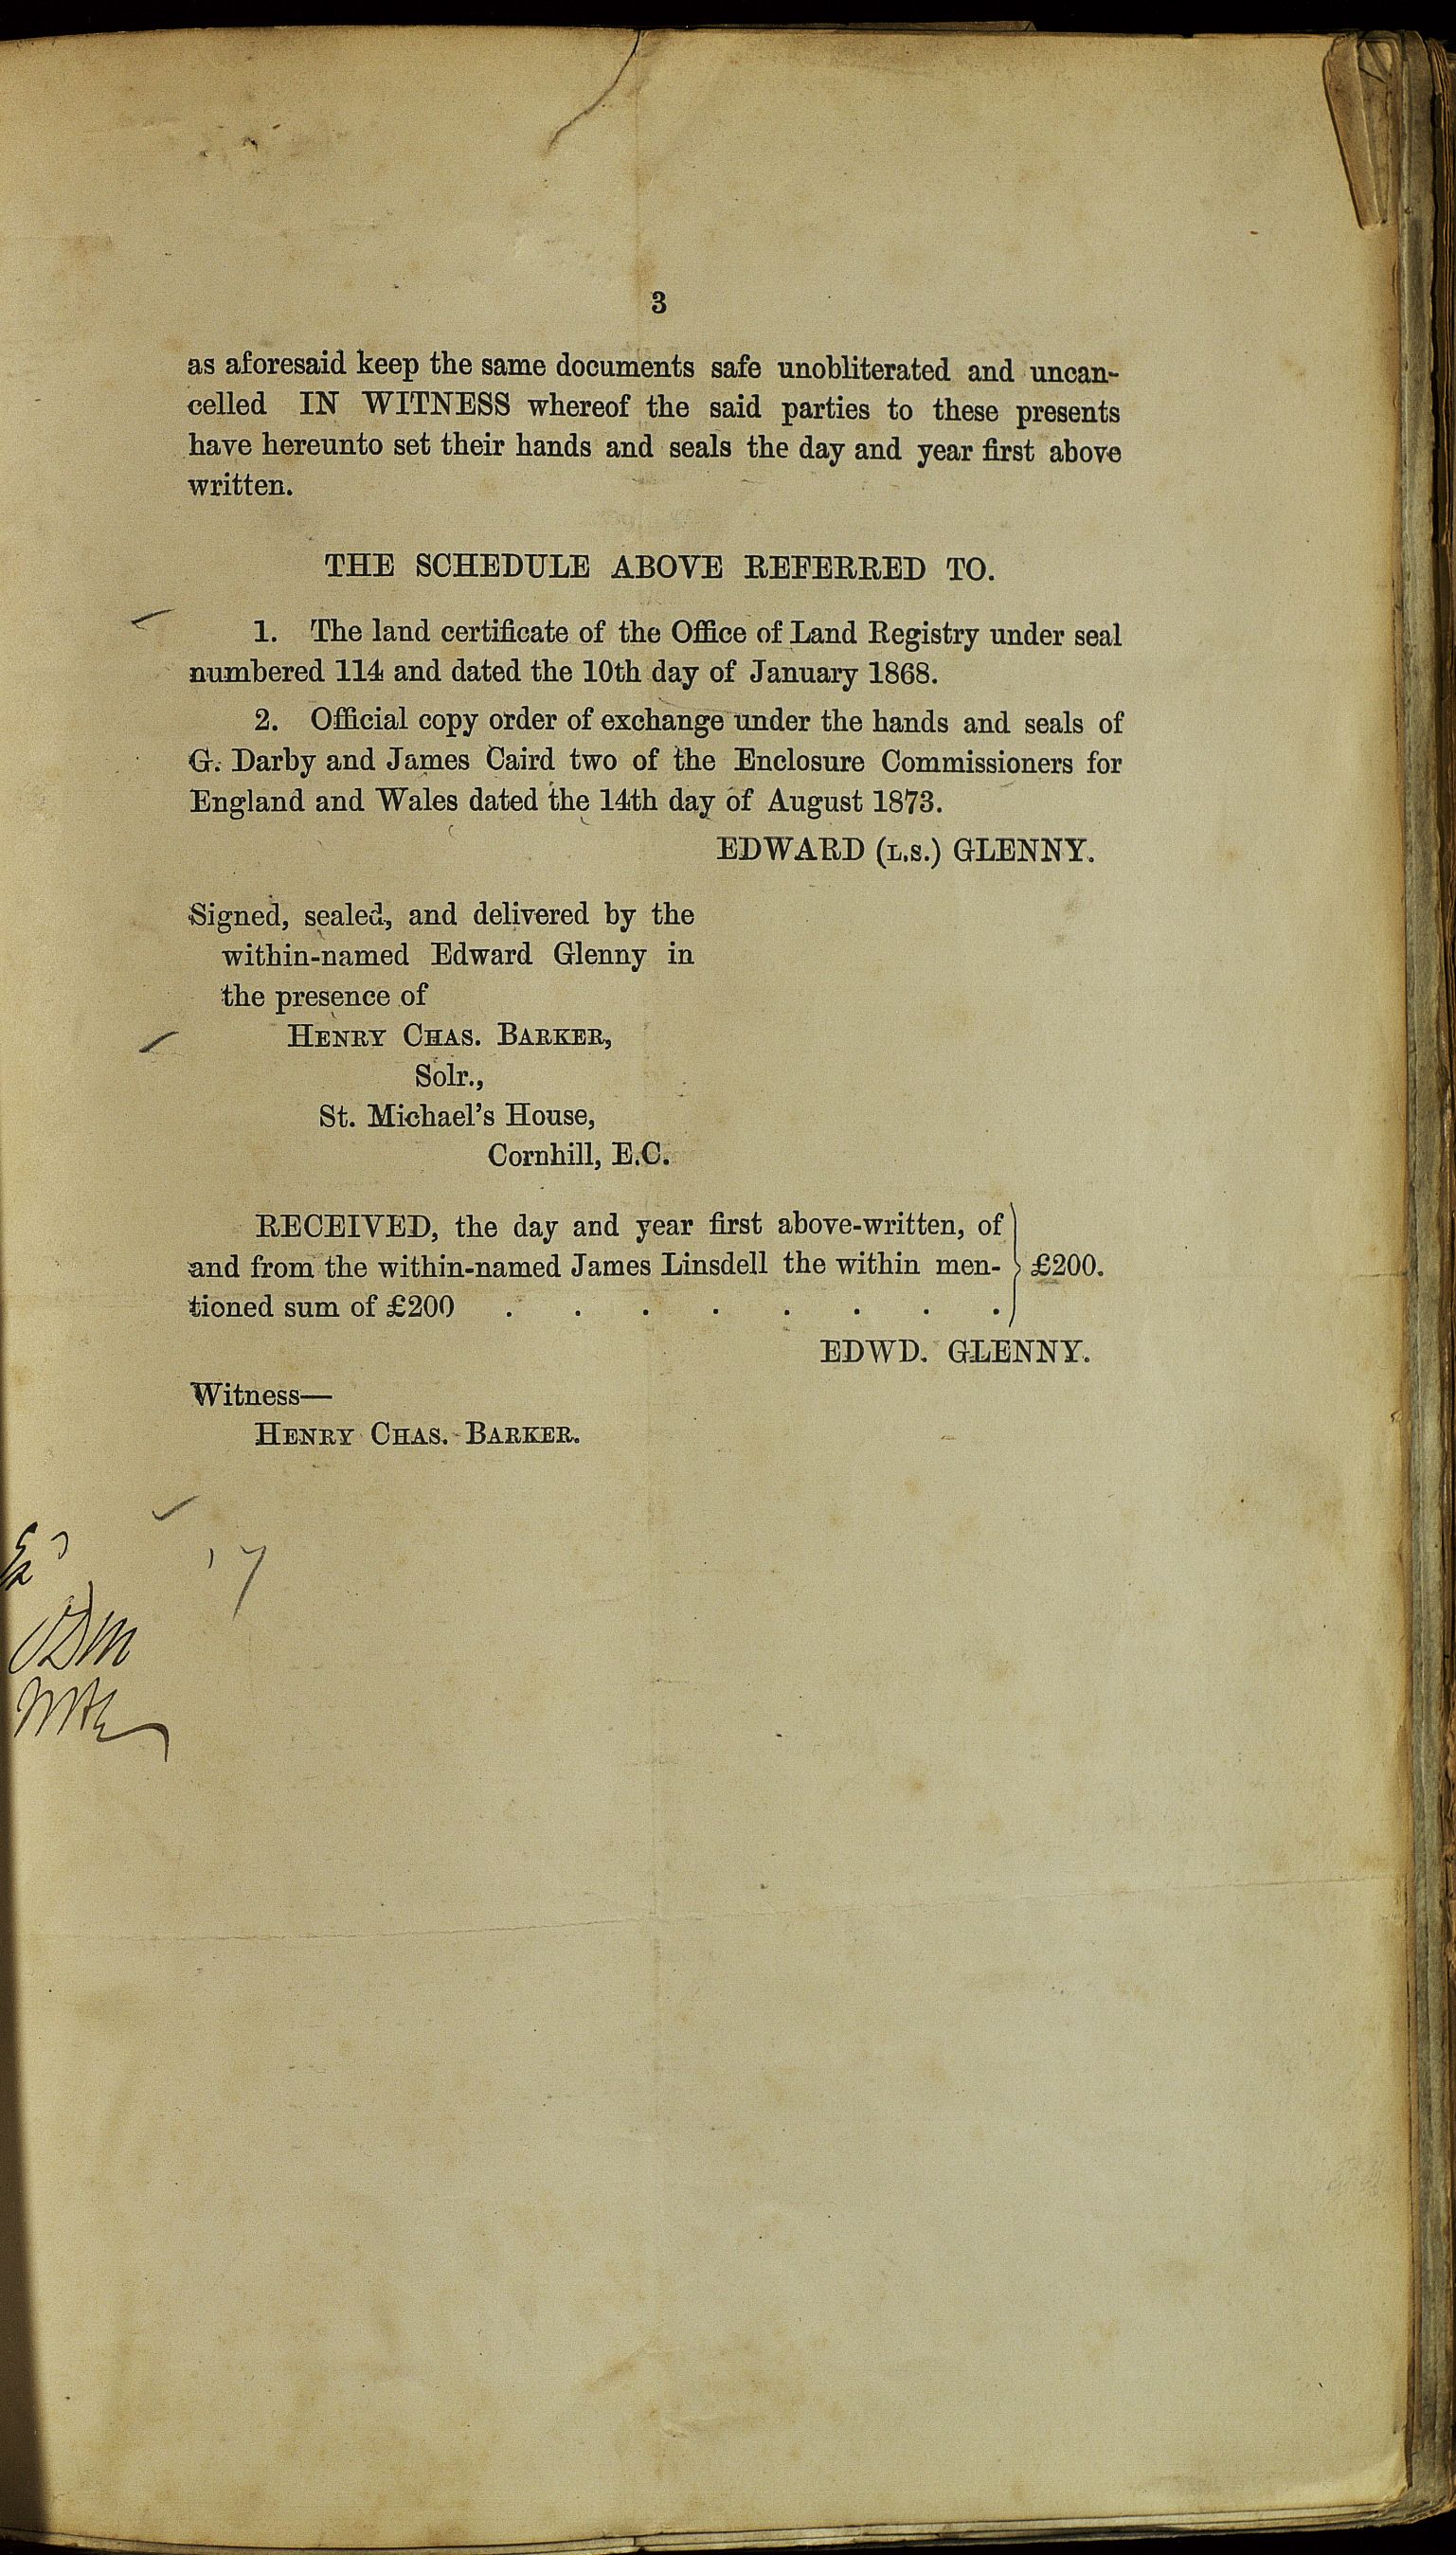 3
as aforesaid keep the same documents safe unobliterated and uncan-
celled IN WITNESS whereof the said parties to these presents
have hereunto set their hands and seals the day and year first above
written.
THE SCHEDULE ABOVE REFERRED TO.
1. The land certificate of the Office of Land Registry under seal
numbered 114 and dated the 10th day of January 1868.
2. Official copy order of exchange under the hands and seals of
G. Darby and James Caird two of the Enclosure Commissioners for
England and Wales dated the 14th day of August 1873.
EDWARD (L.S.) GLENNY.
Signed, sealed, and delivered by the
within-named Edward Glenny in
the presence of
HENRY CHAS. BARKER,
Solr.,
St. Michael's House,
Cornhill, E.C.
RECEIVED, the day and year first above-written, of
and from the within-named James Linsdell the within men- £200.
tioned sum of £200 . . . . . . . .
EDWD. GLENNY.
Witness—
HENRY CHAS. BARKER.